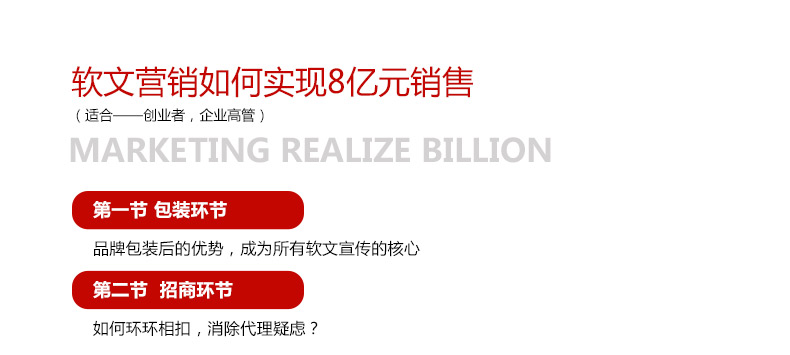 软文营销如何实现8亿元销售
（适合——创业者，企业高管）
MARKETING REALIZE BILLION
第一节 包装环节
品牌包装后的优势，成为所有软文宣传的核心
第二节 招商环节
如何环环相扣，消除代理疑虑？